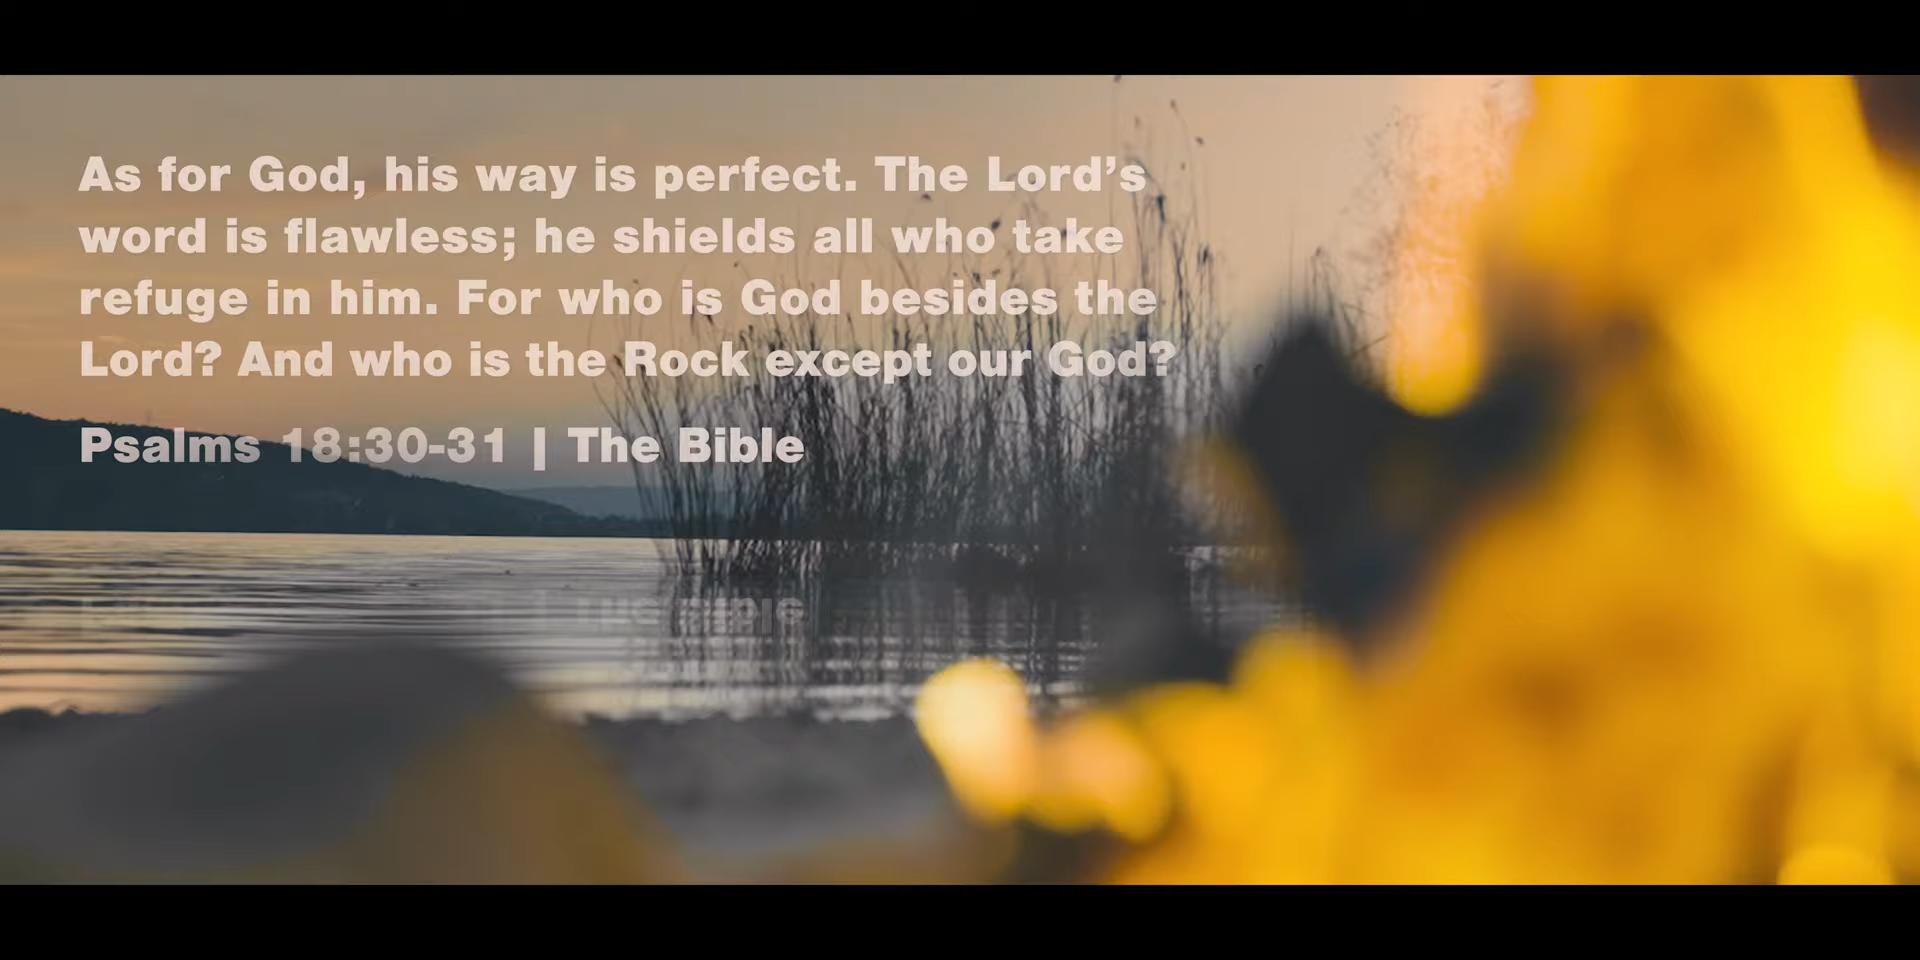 As for God, his way is perfect. The Lord’s
word is flawless; he shields all who take
refuge in him. For who is God besides the
Lord? And who is the Rock except our God?
Psalms 18:30-31 | The Bible